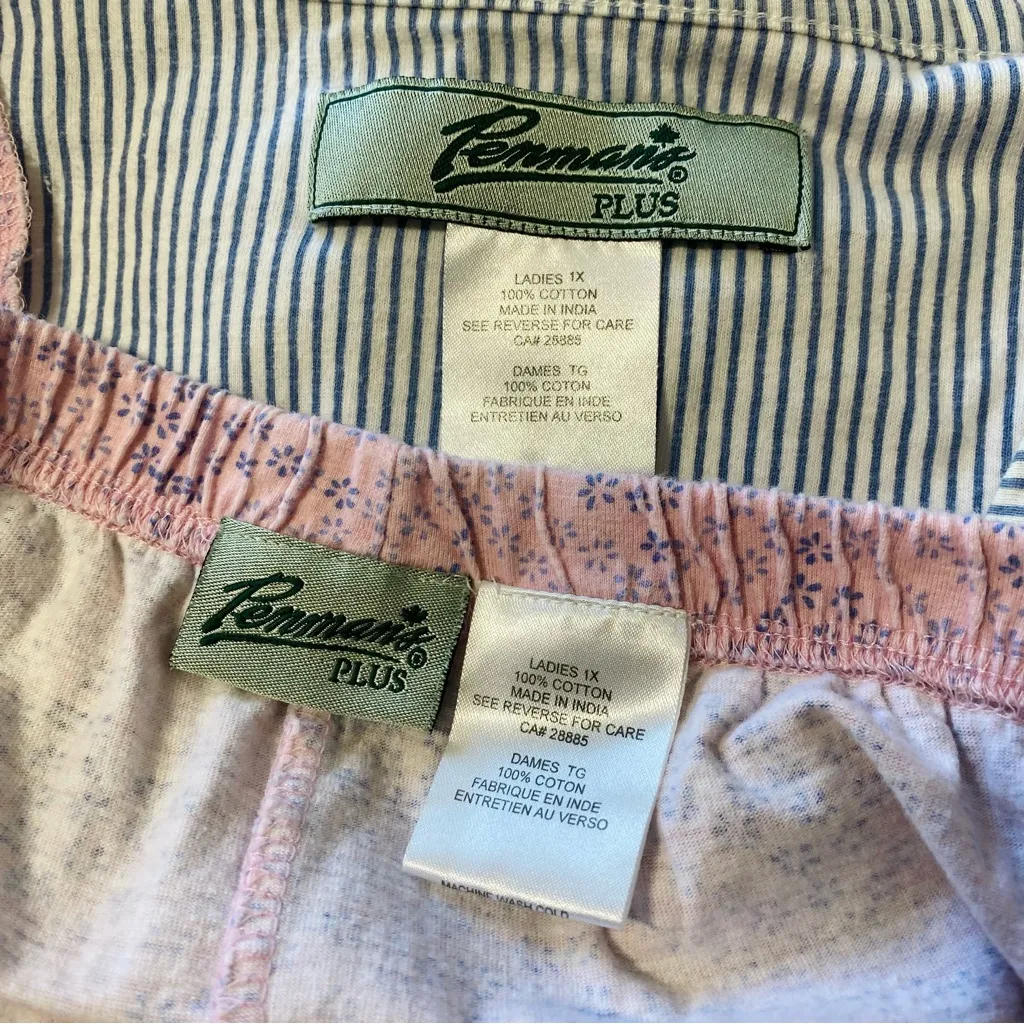 Penmans®
PLUS
LADIES 1X
100% COTTON
MADE IN INDIA
SEE REVERSE FOR CARE
CA# 28885
DAMES TG
100% COTON
FABRIQUE EN INDE
ENTRETIEN AU VERSO
Penmans®
PLUS
LADIES 1X
100% COTTON
MADE IN INDIA
SEE REVERSE FOR CARE
CA# 28885
DAMES TG
100% COTON
FABRIQUE EN INDE
ENTRETIEN AU VERSO
MACHINE WASH COLD